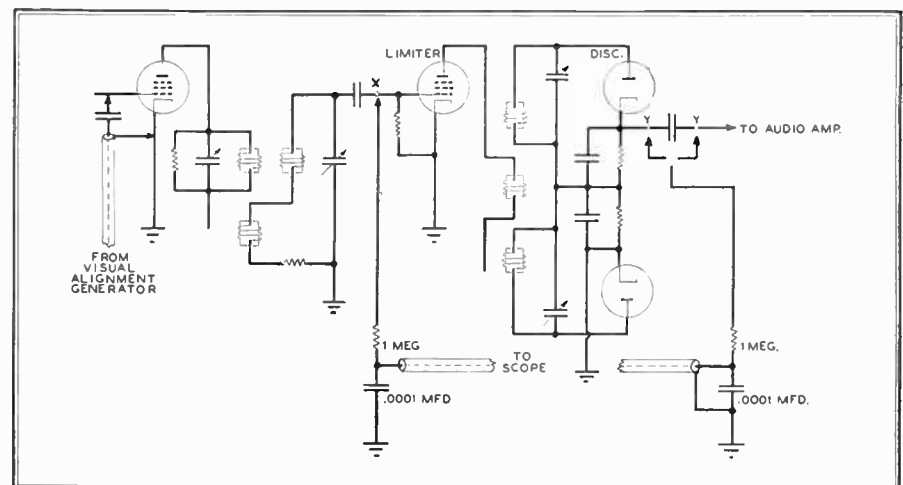 LIMITER
DISC.
X
Y
Y
TO AUDIO AMP.
FROM
VISUAL
ALIGNMENT
GENERATOR
1 MEG
TO
SCOPE
.0001 MFD
1 MEG.
.0001 MFD.